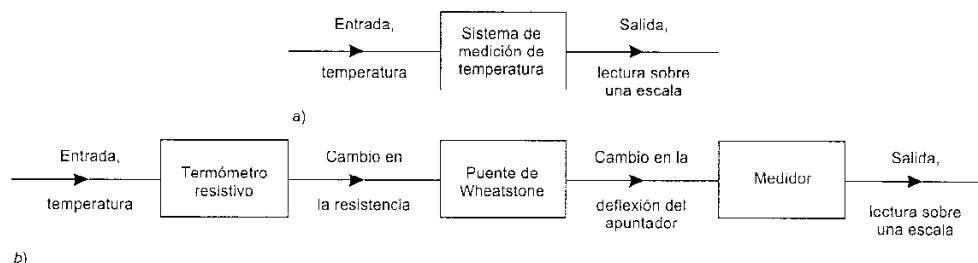 Entrada,
temperatura
Sistema de
medición de
temperatura
Salida,
lectura sobre
una escala
a)
Entrada,
temperatura
Termómetro
resistivo
Cambio en
la resistencia
Puente de
Wheatstone
Cambio en la
deflexión del
apuntador
Medidor
Salida,
lectura sobre
una escala
b)